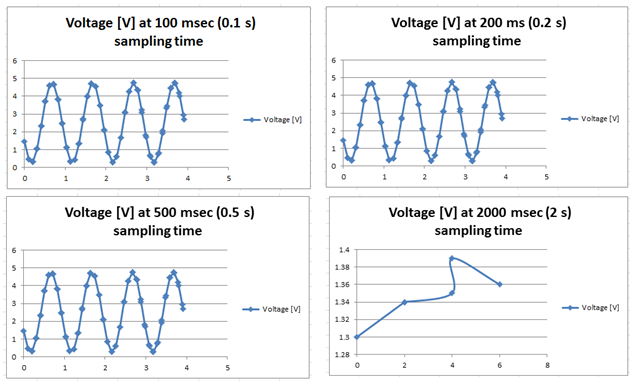 Voltage [V] at 100 msec (0.1 s)
sampling time
6
5
4
3
2
1
0
0 1 2 3 4 5
Voltage [V]
Voltage [V] at 200 ms (0.2 s)
sampling time
6
5
4
3
2
1
0
0 1 2 3 4 5
Voltage [V]
Voltage [V] at 500 msec (0.5 s)
sampling time
6
5
4
3
2
1
0
0 1 2 3 4 5
Voltage [V]
Voltage [V] at 2000 msec (2 s)
sampling time
1.4
1.38
1.36
1.34
1.32
1.3
1.28
0 2 4 6 8
Voltage [V]